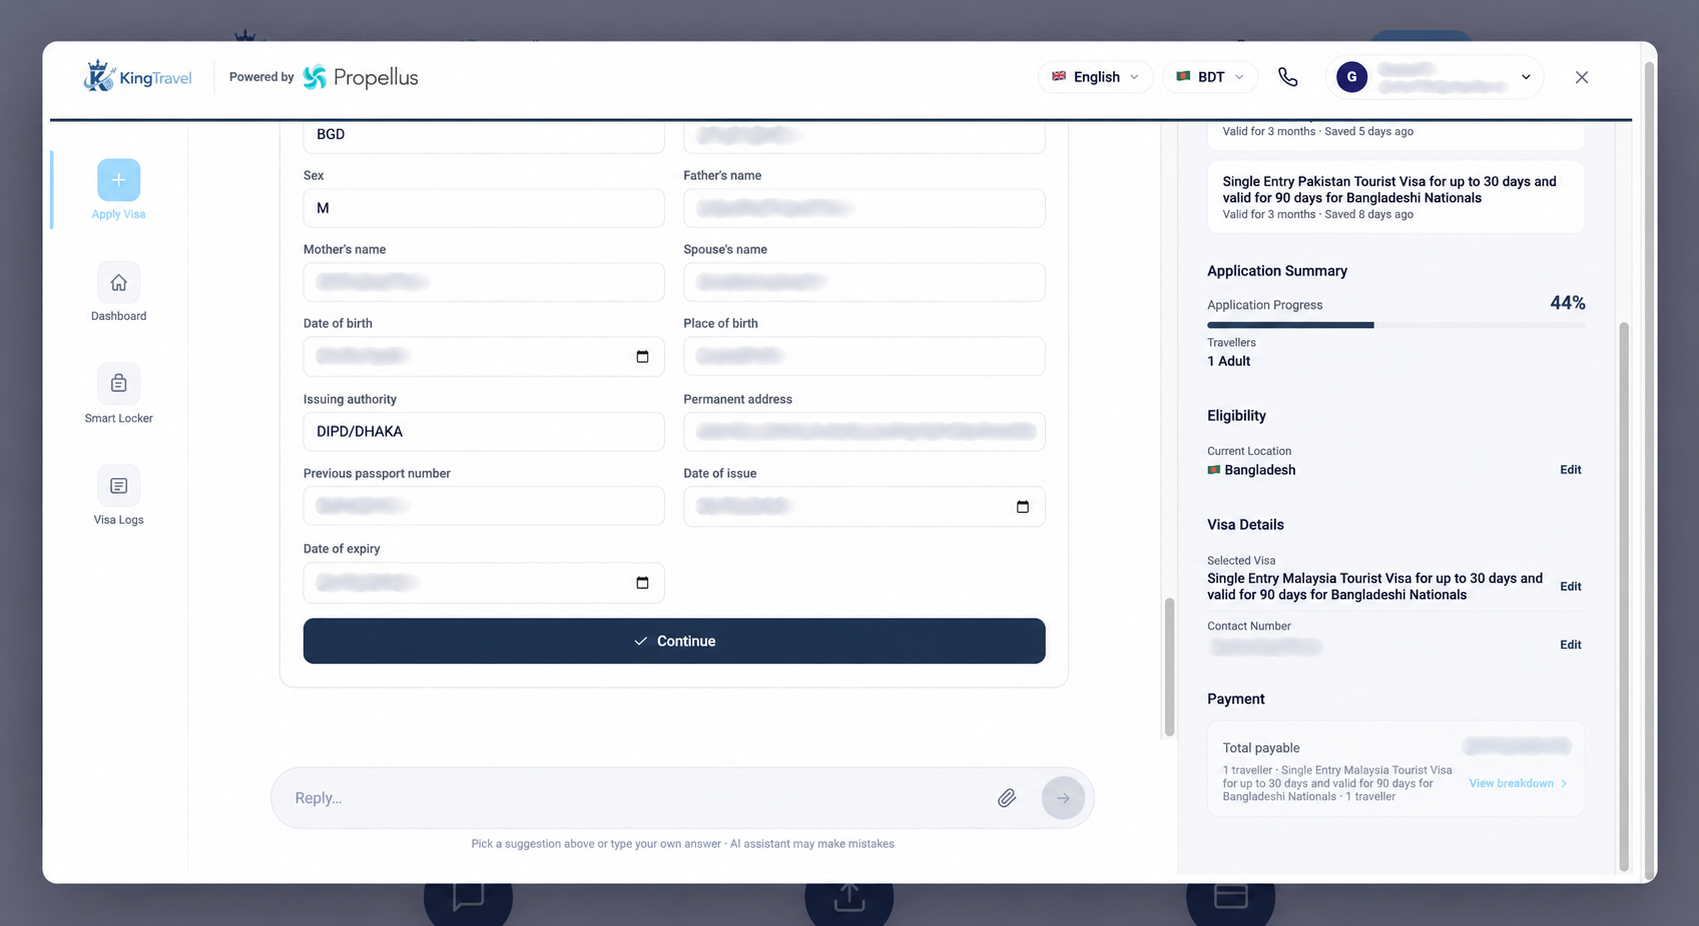 KingTravel
Powered by Propellus
English
BDT
G
Apply Visa
Dashboard
Smart Locker
Visa Logs
BGD
Sex
Father's name
M
Mother's name
Spouse's name
Date of birth
Place of birth
Issuing authority
Permanent address
DIPD/DHAKA
Previous passport number
Date of issue
Date of expiry
Continue
Reply...
Pick a suggestion above or type your own answer · AI assistant may make mistakes
Valid for 3 months · Saved 5 days ago
Single Entry Pakistan Tourist Visa for up to 30 days and
valid for 90 days for Bangladeshi Nationals
Valid for 3 months · Saved 8 days ago
Application Summary
Application Progress
44%
Travellers
1 Adult
Eligibility
Current Location
Bangladesh
Edit
Visa Details
Selected Visa
Single Entry Malaysia Tourist Visa for up to 30 days and
valid for 90 days for Bangladeshi Nationals
Edit
Contact Number
Edit
Payment
Total payable
1 traveller · Single Entry Malaysia Tourist Visa
for up to 30 days and valid for 90 days for
Bangladeshi Nationals · 1 traveller
View breakdown